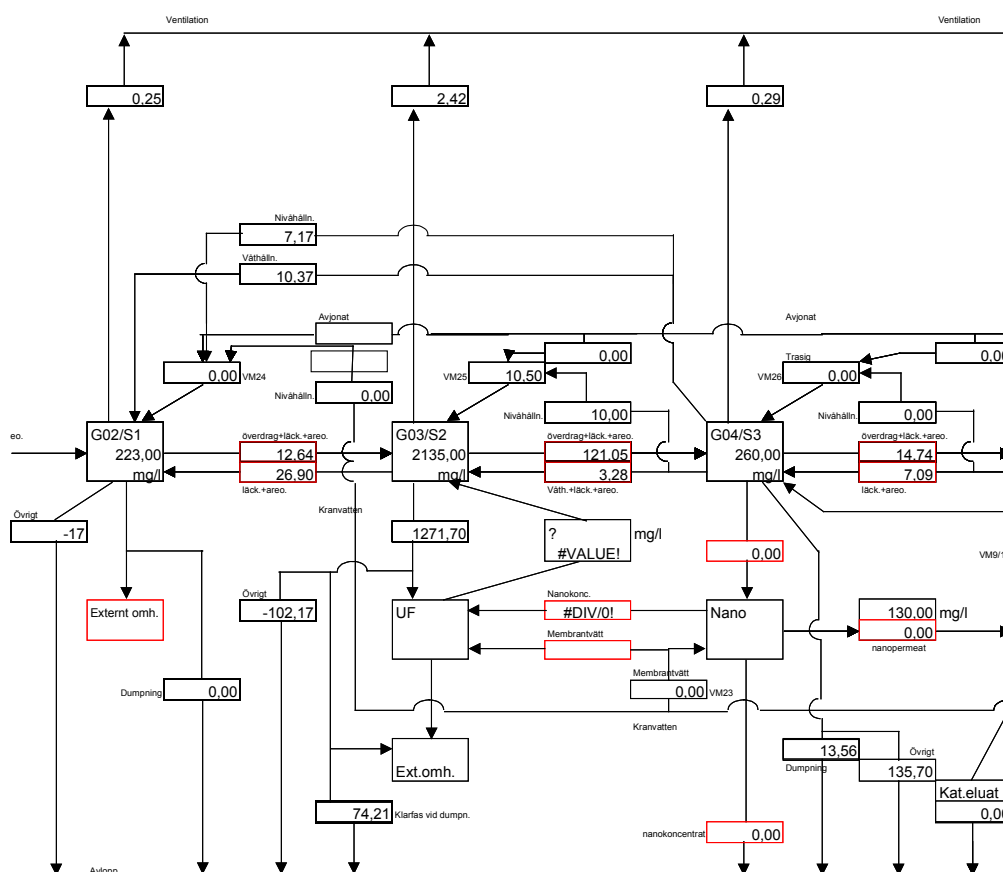 Ventilation
Ventilation
0,25
2,42
0,29
Nivåhålln.
7,17
Våthålln.
10,37
Avjonat
Avjonat
0,00
Trasig
0,00
0,00
VM24
VM25
10,50
VM26
0,00
Nivåhålln.
0,00
Nivåhålln.
10,00
Nivåhålln.
0,00
eo.
G02/S1
223,00
mg/l
överdrag+läck.+areo.
12,64
26,90
läck.+areo.
G03/S2
2135,00
mg/l
överdrag+läck.+areo.
121,05
3,28
Våth.+läck.+areo.
G04/S3
260,00
mg/l
överdrag+läck.+areo.
14,74
7,09
läck.+areo.
Övrigt
-17
Kranvatten
1271,70
?
#VALUE!
mg/l
0,00
VM9/1
Externt omh.
Övrigt
-102,17
UF
Nanokonc.
#DIV/0!
Membrantvätt
Nano
130,00
mg/l
0,00
nanopermeat
Dumpning
0,00
Membrantvätt
0,00
VM23
Kranvatten
Ext.omh.
13,56
Dumpning
Övrigt
135,70
Kat.eluat
0,00
74,21
Klarfas vid dumpn.
nanokoncentrat
0,00
Avlopp